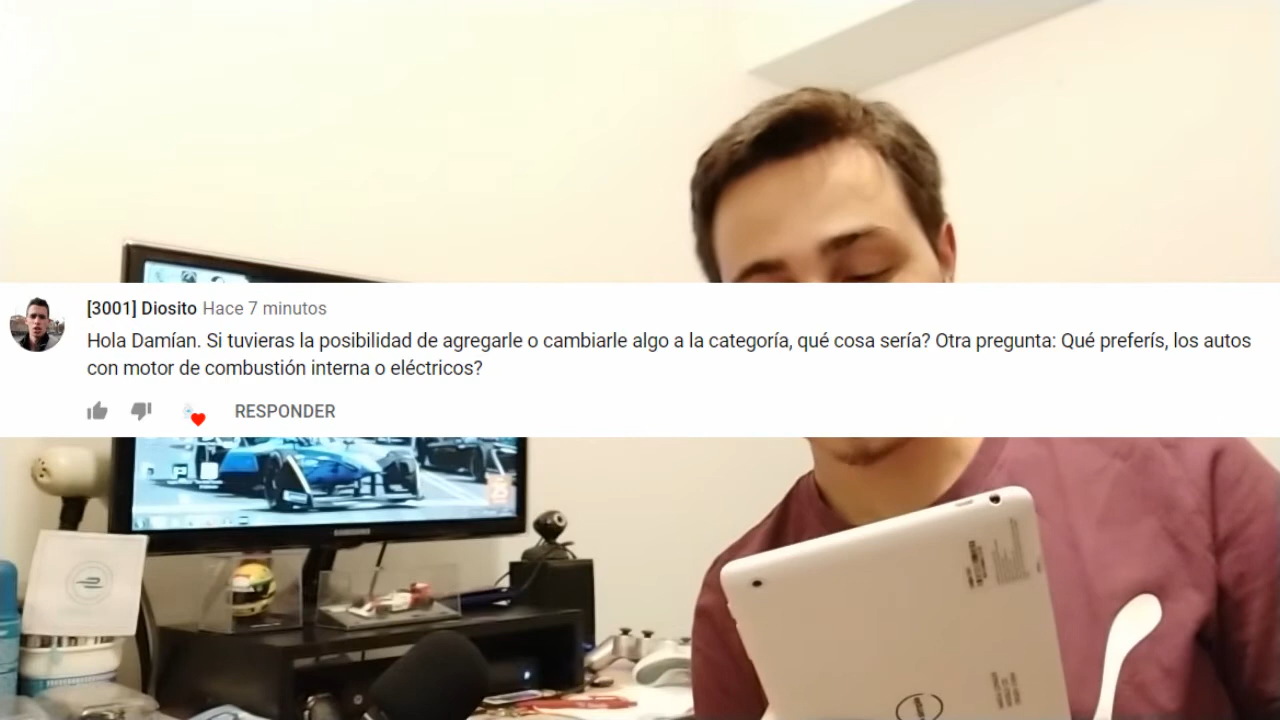 [3001] Diosito Hace 7 minutos
Hola Damían. Si tuvieras la posibilidad de agregarle o cambiarle algo a la categoría, qué cosa sería? Otra pregunta: Qué preferís, los autos
con motor de combustión interna o eléctricos?
RESPONDER
SAMSUNG